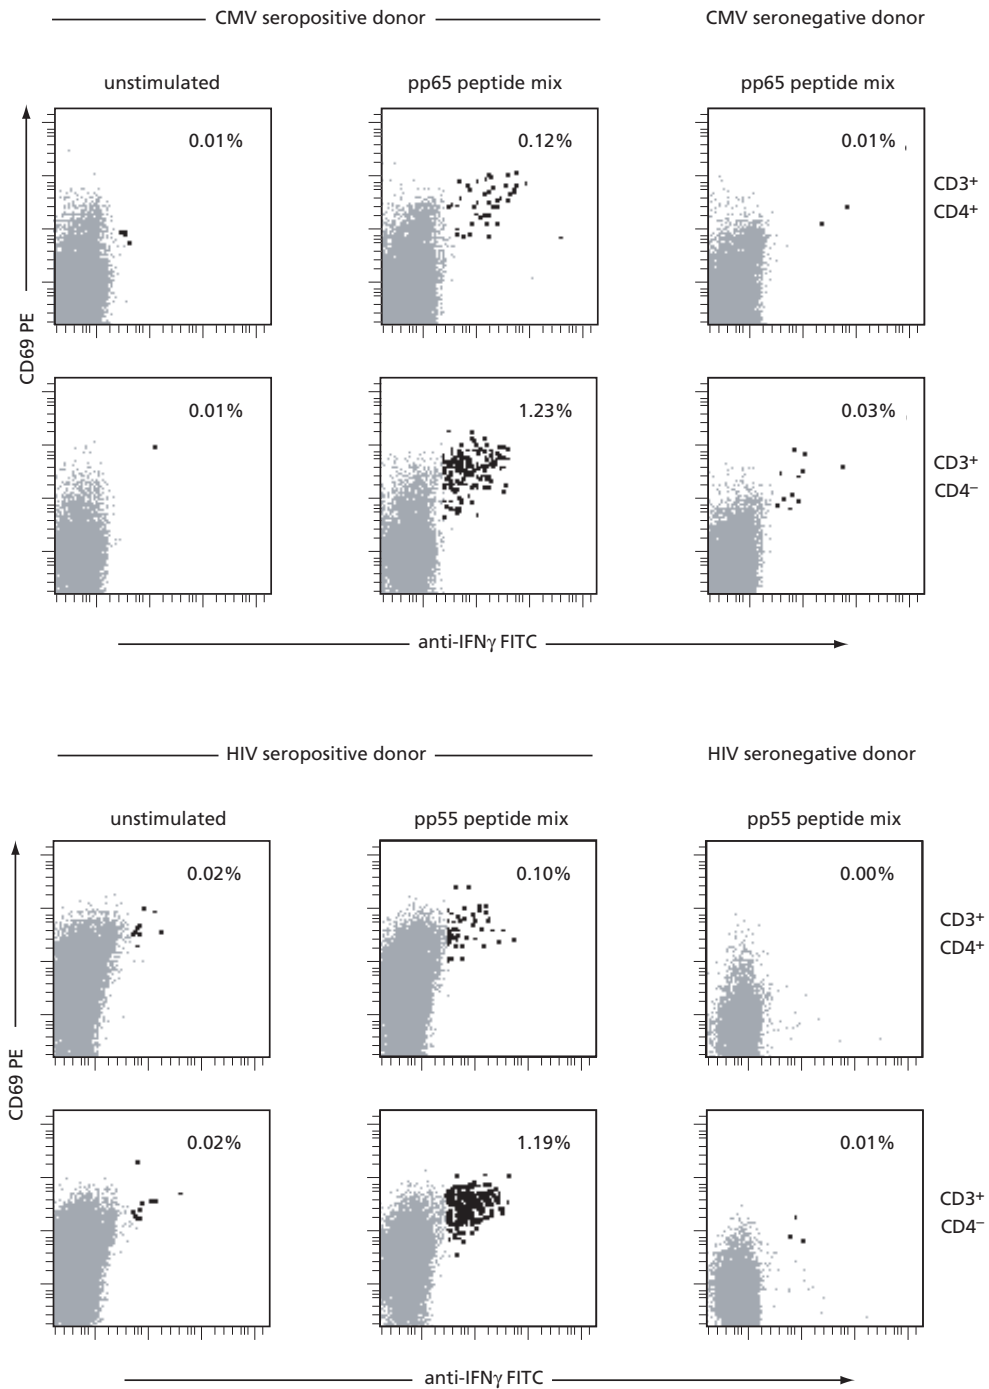 CMV seropositive donor CMV seronegative donor
unstimulated pp65 peptide mix pp65 peptide mix
0.01% 0.12% 0.01%
CD3+
CD4+
CD69 PE
0.01% 1.23% 0.03%
CD3+
CD4–
anti-IFNγ FITC
HIV seropositive donor HIV seronegative donor
unstimulated pp55 peptide mix pp55 peptide mix
0.02% 0.10% 0.00%
CD3+
CD4+
CD69 PE
0.02% 1.19% 0.01%
CD3+
CD4–
anti-IFNγ FITC